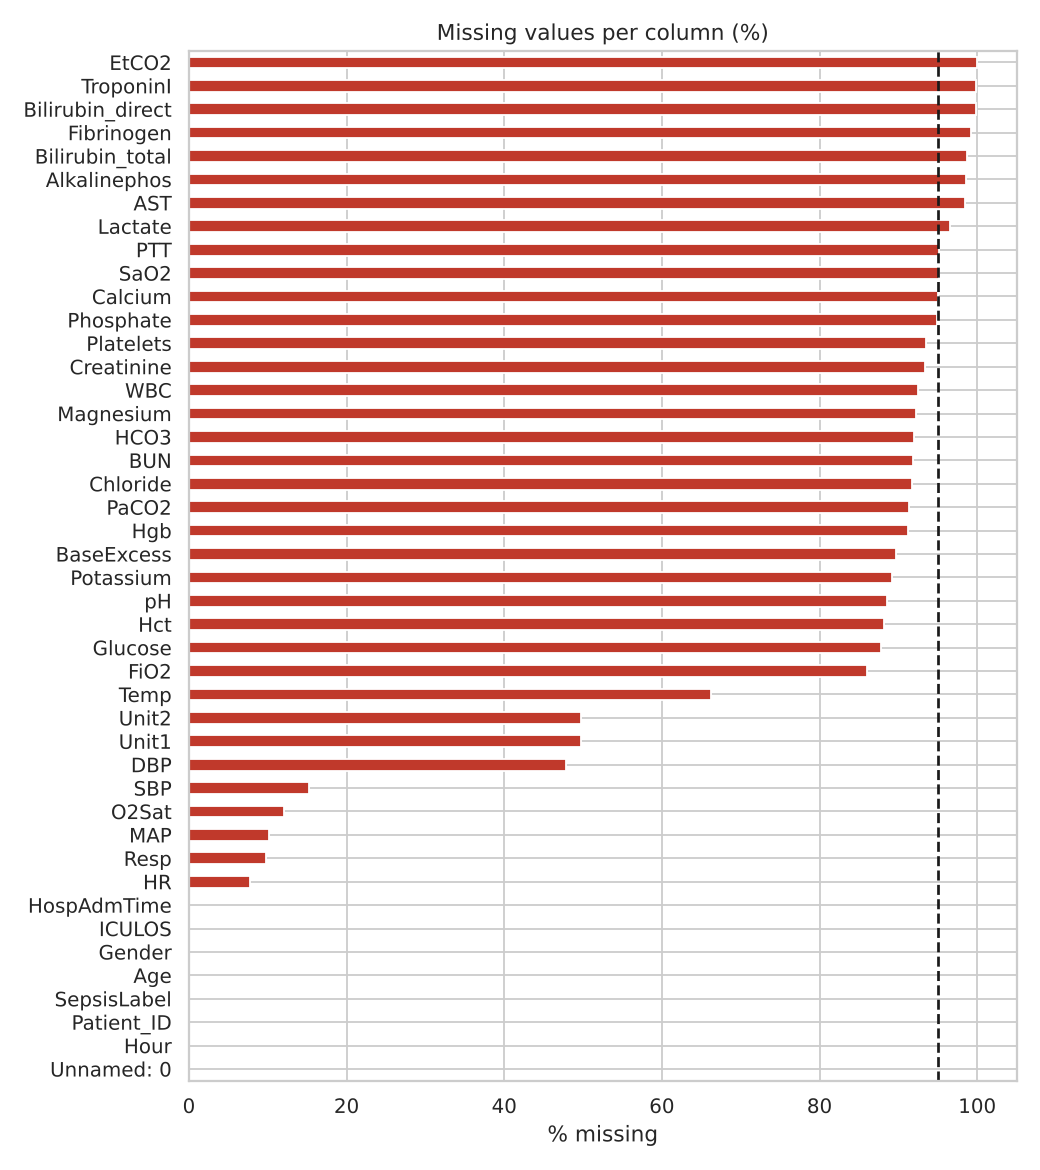 Missing values per column (%)
EtCO2
TroponinI
Bilirubin_direct
Fibrinogen
Bilirubin_total
Alkalinephos
AST
Lactate
PTT
SaO2
Calcium
Phosphate
Platelets
Creatinine
WBC
Magnesium
HCO3
BUN
Chloride
PaCO2
Hgb
BaseExcess
Potassium
pH
Hct
Glucose
FiO2
Temp
Unit2
Unit1
DBP
SBP
O2Sat
MAP
Resp
HR
HospAdmTime
ICULOS
Gender
Age
SepsisLabel
Patient_ID
Hour
Unnamed: 0
0 20 40 60 80 100
% missing